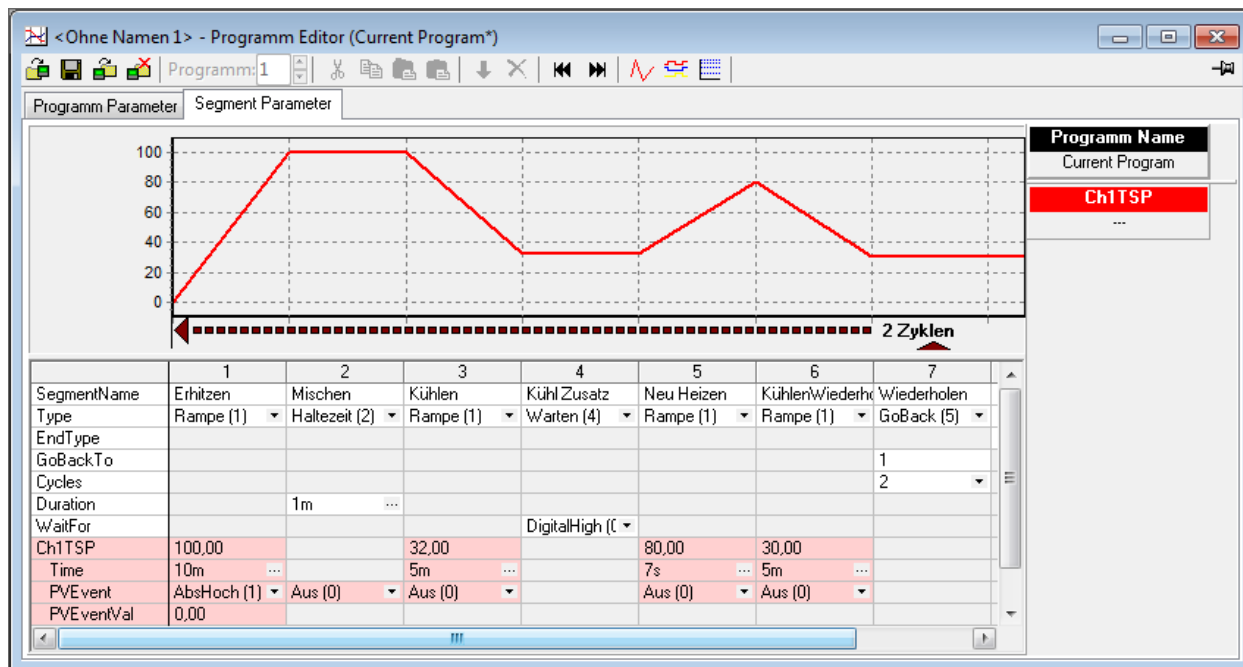 <Ohne Namen 1> - Programm Editor (Current Program*)
Programm: 1
Programm Parameter Segment Parameter
100
80
60
40
20
0
2 Zyklen
Programm Name
Current Program
Ch1TSP
---
1 2 3 4 5 6 7
SegmentName Erhitzen Mischen Kühlen Kühl Zusatz Neu Heizen KühlenWiederh Wiederholen
Type Rampe (1) Haltezeit (2) Rampe (1) Warten (4) Rampe (1) Rampe (1) GoBack (5)
EndType
GoBackTo 1
Cycles 2
Duration 1m ...
WaitFor DigitalHigh (
Ch1TSP 100,00 32,00 80,00 30,00
Time 10m ... 5m ... 7s ... 5m ...
PVEvent AbsHoch (1) Aus (0) Aus (0) Aus (0) Aus (0)
PVEventVal 0,00